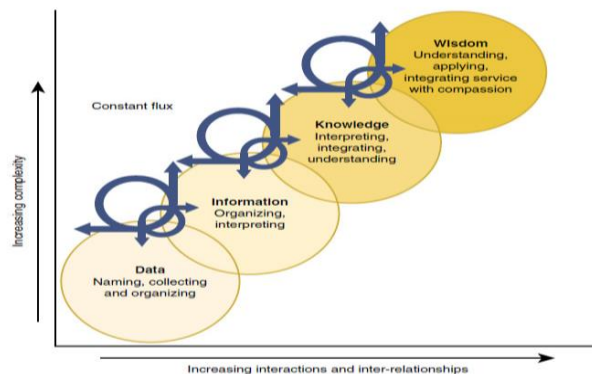 Wisdom
Understanding,
applying,
integrating service
with compassion
Constant flux
Knowledge
Interpreting,
integrating,
understanding
Information
Organizing,
interpreting
Data
Naming, collecting
and organizing
Increasing complexity
Increasing interactions and inter-relationships